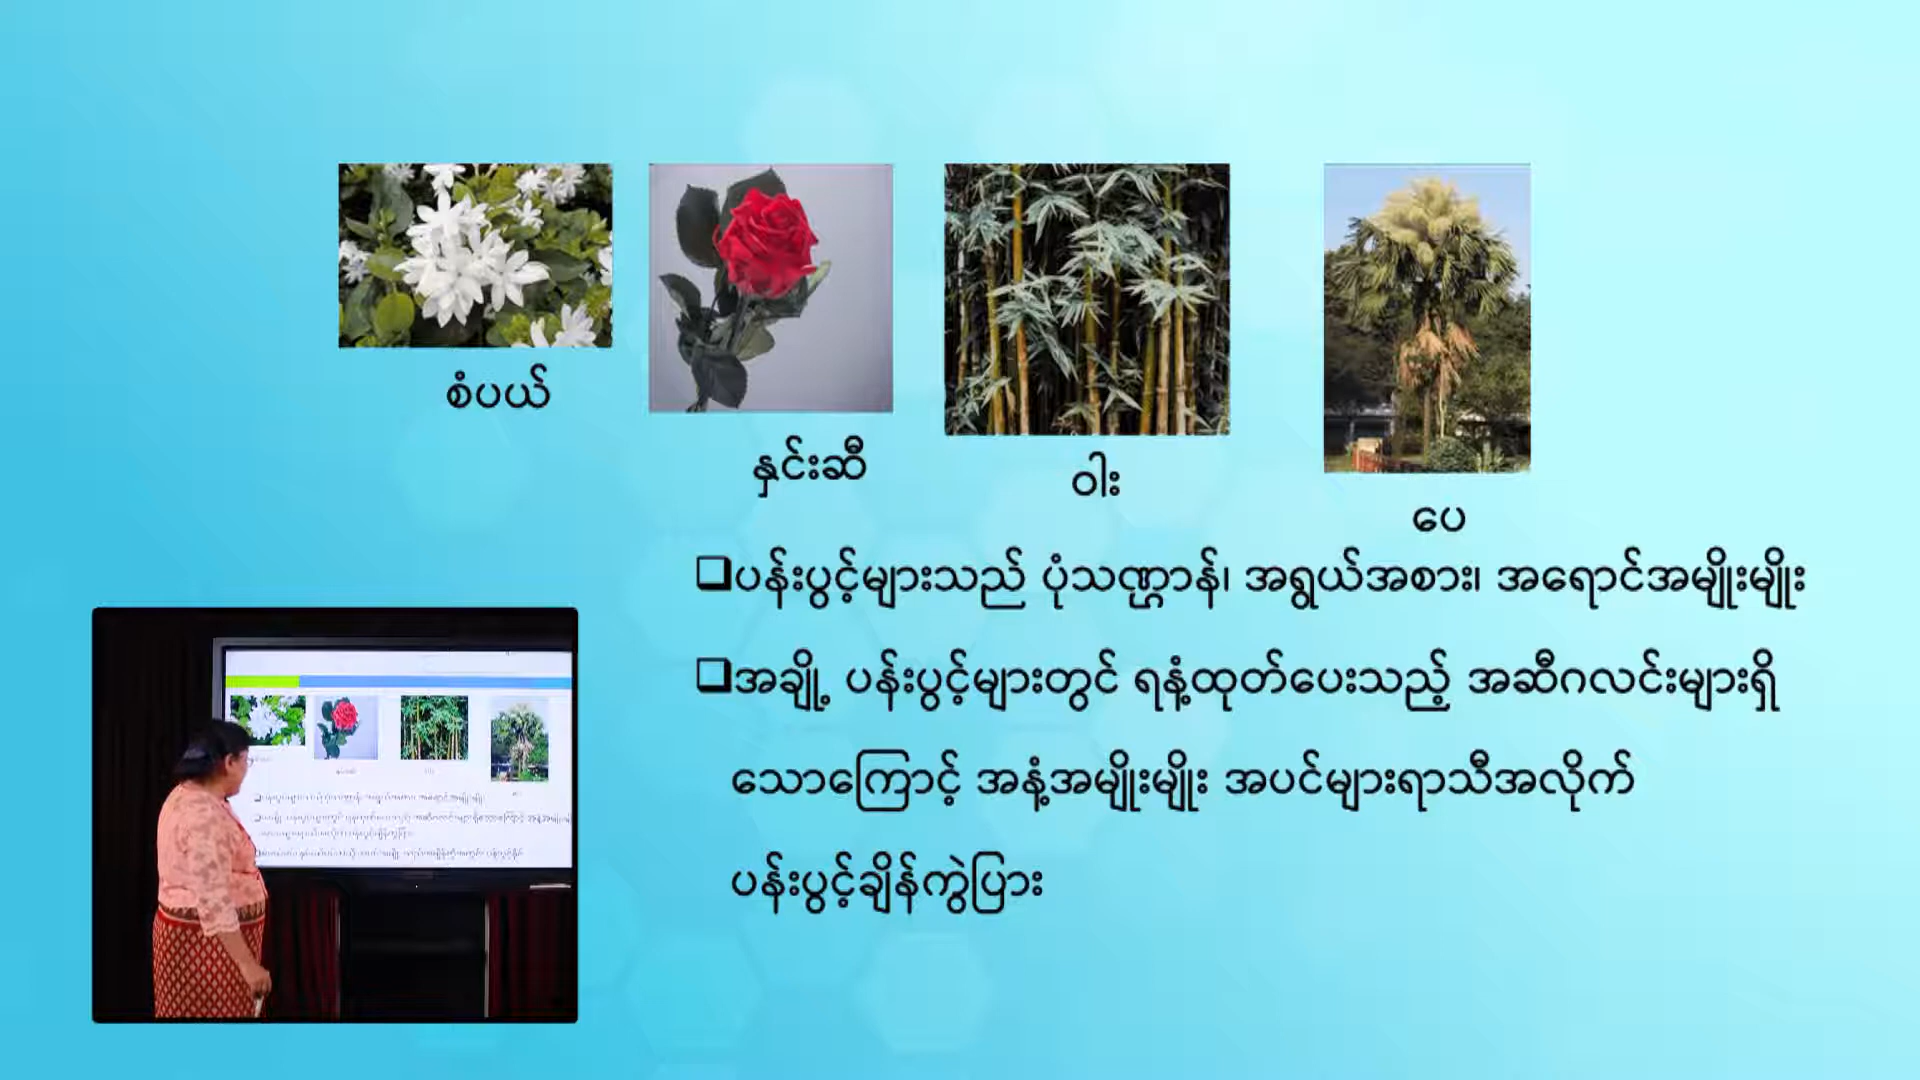 စံပယ်
နှင်းဆီ
ဝါး
ပေ
❑ပန်းပွင့်များသည် ပုံသဏ္ဌာန်၊ အရွယ်အစား၊ အရောင်အမျိုးမျိုး
❑အချို့ ပန်းပွင့်များတွင် ရနံ့ထုတ်ပေးသည့် အဆီဂလင်းများရှိ
သောကြောင့် အနံ့အမျိုးမျိုး အပင်များရာသီအလိုက်
ပန်းပွင့်ချိန်ကွဲပြား